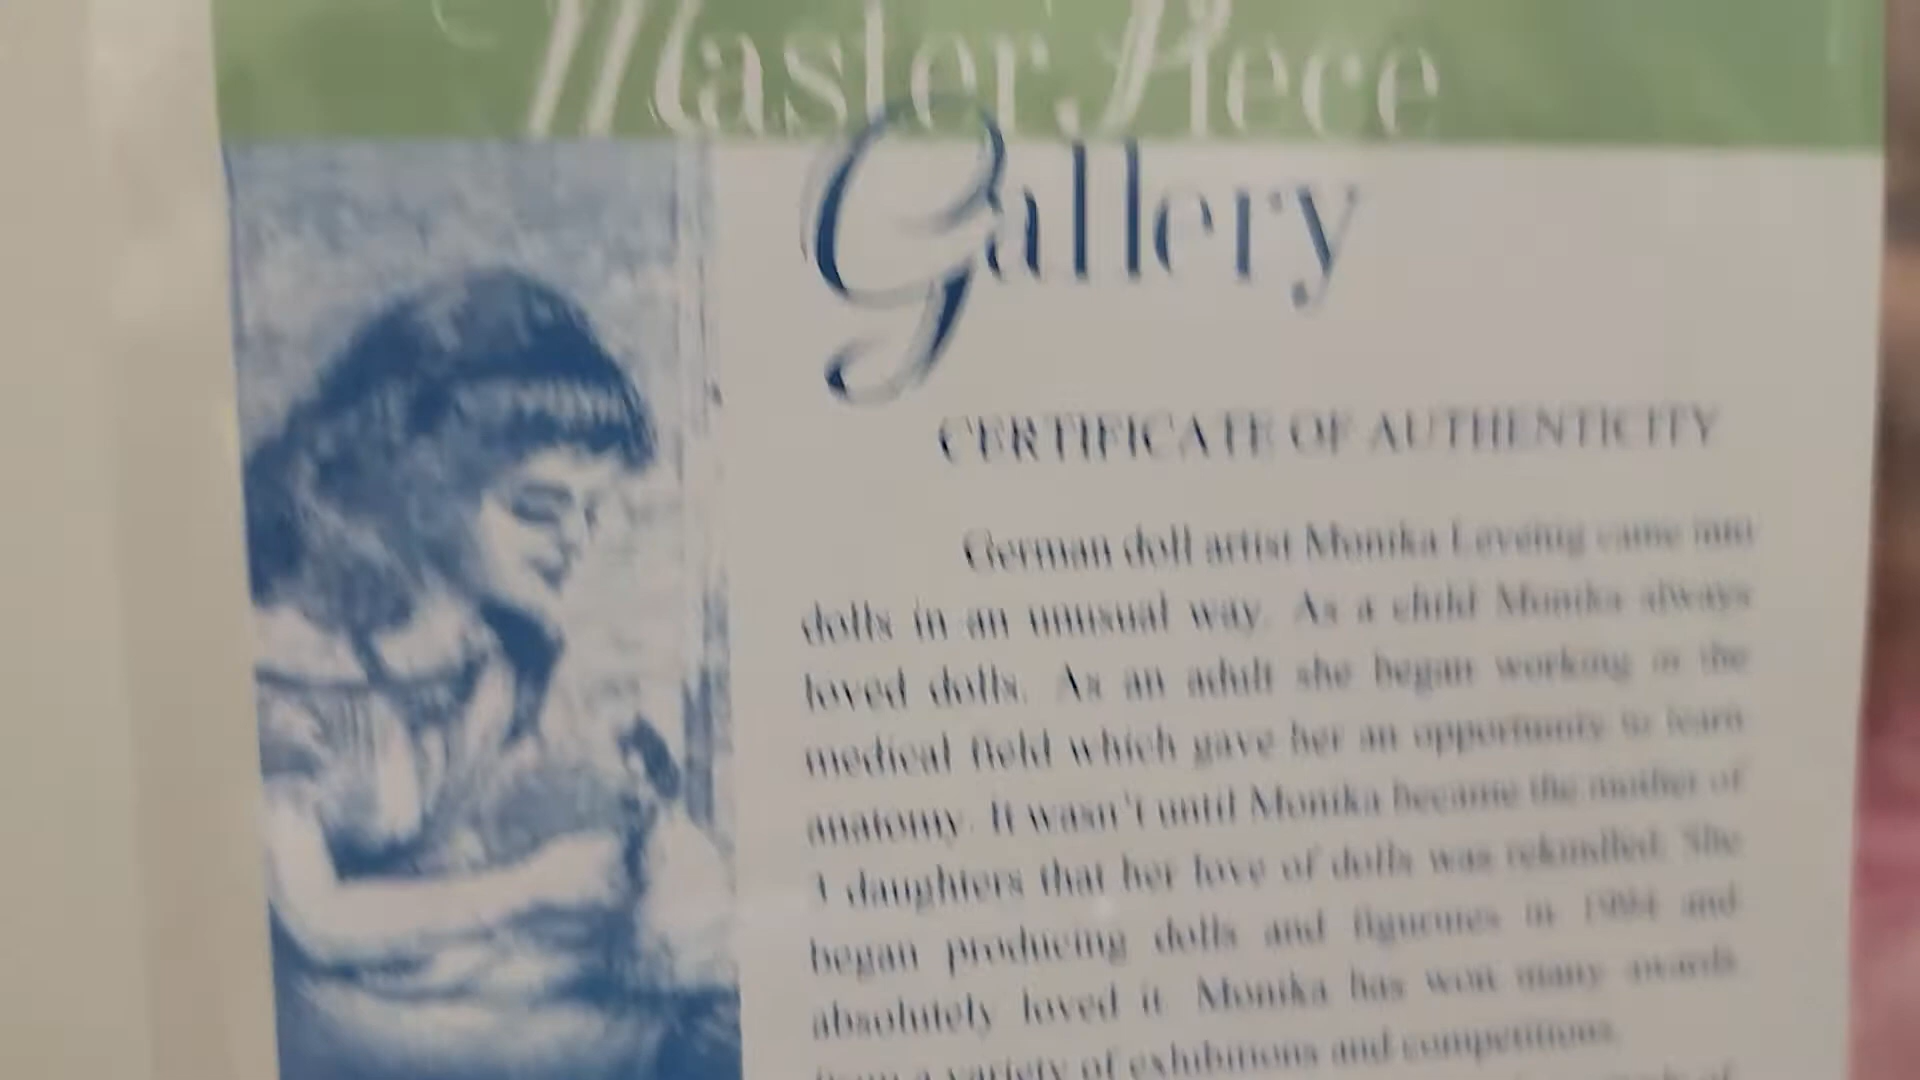 Master Piece
Gallery
CERTIFICATE OF AUTHENTICITY
German doll artist Monika Levenig came into
dolls in an unusual way. As a child Monika always
loved dolls. As an adult she began working in the
medical field which gave her an opportunity to learn
anatomy. It wasn't until Monika became the mother of
3 daughters that her love of dolls was rekindled. She
began producing dolls and figurines in and
absolutely loved it. Monika has won many awards
from a variety of exhibitions and competitions.